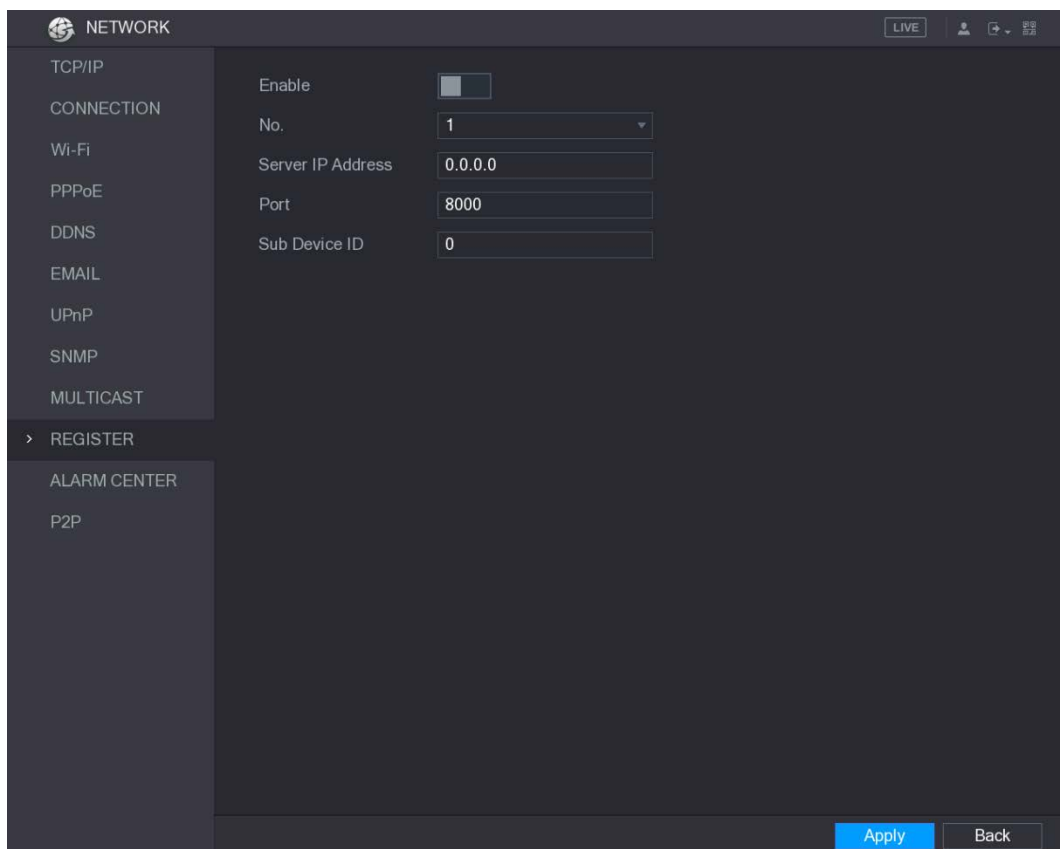 NETWORK
LIVE
TCP/IP
CONNECTION
Wi-Fi
PPPoE
DDNS
EMAIL
UPnP
SNMP
MULTICAST
REGISTER
ALARM CENTER
P2P
Enable
No. 1
Server IP Address 0.0.0.0
Port 8000
Sub Device ID 0
Apply Back